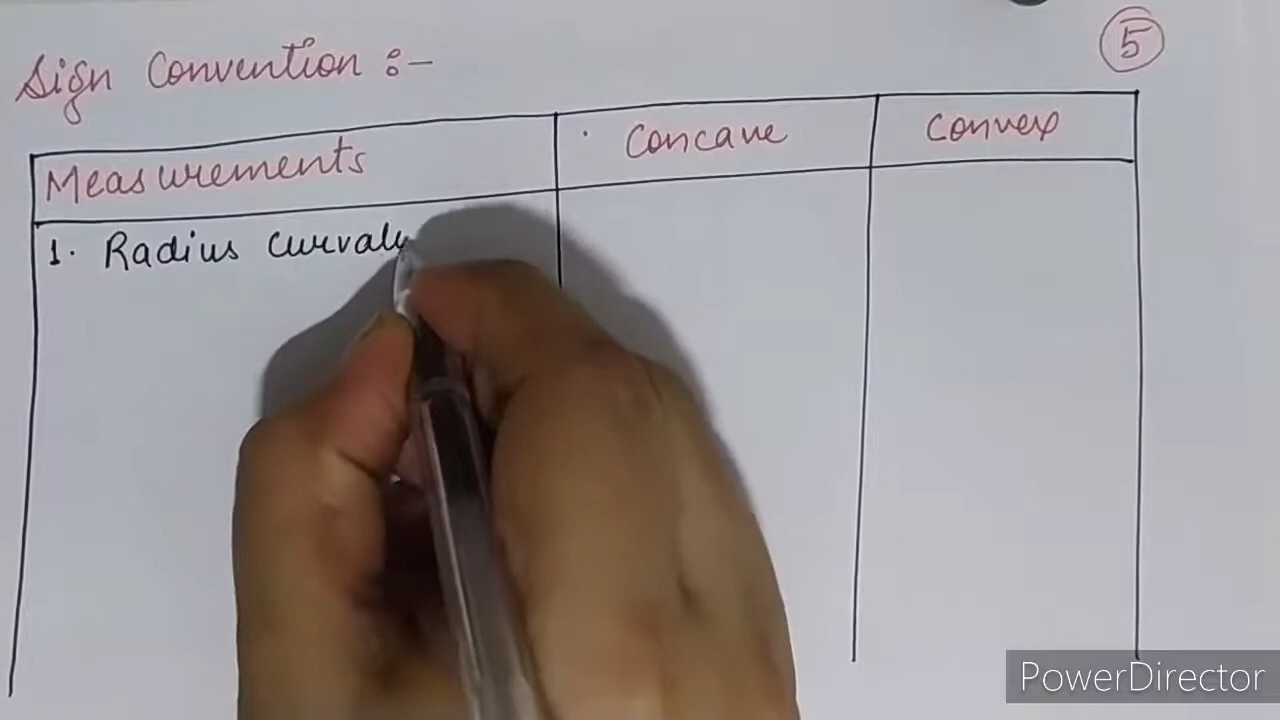 Sign Convention :-
5
Measurements
Concave
Convex
1. Radius
PowerDirector